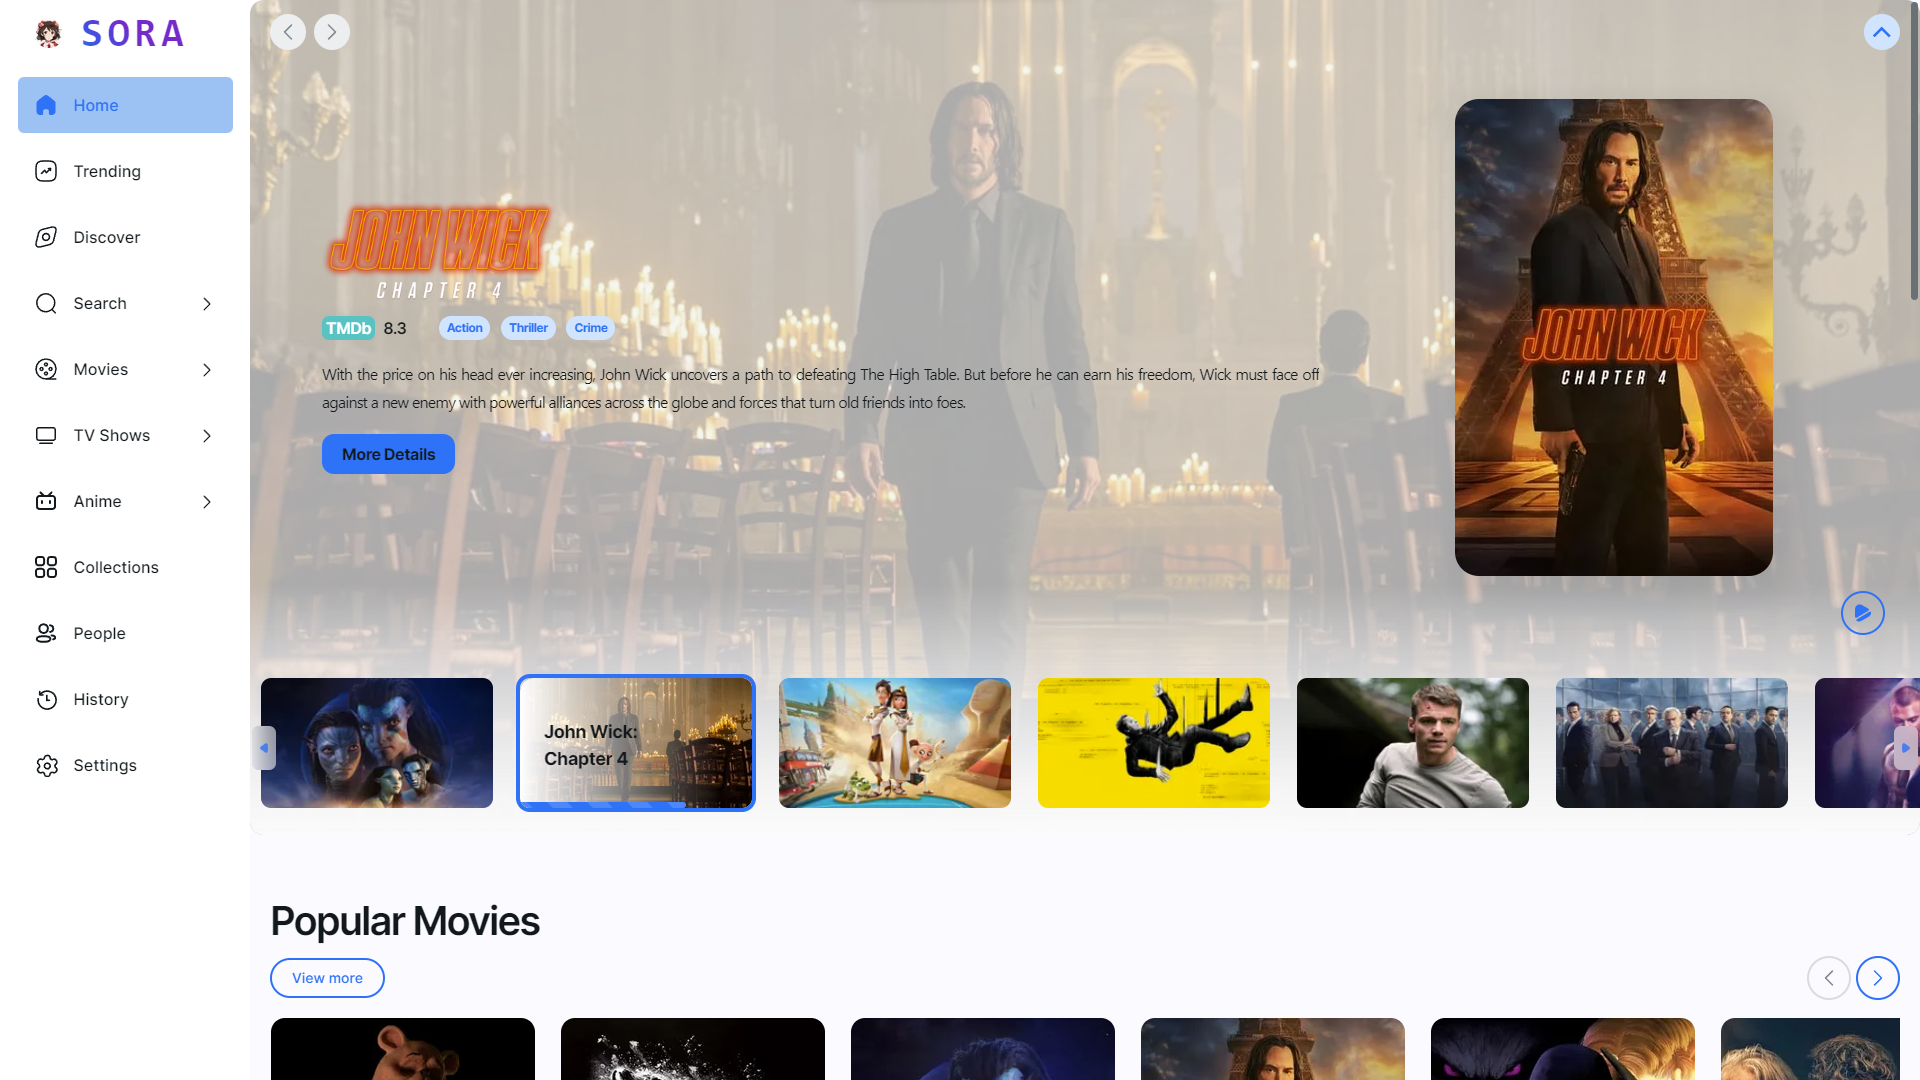 SORA
Home
Trending
Discover
Search
Movies
TV Shows
Anime
Collections
People
History
Settings
JOHN WICK
CHAPTER 4
TMDb 8.3 Action Thriller Crime
With the price on his head ever increasing, John Wick uncovers a path to defeating The High Table. But before he can earn his freedom, Wick must face off
against a new enemy with powerful alliances across the globe and forces that turn old friends into foes.
More Details
JOHN WICK
CHAPTER 4
John Wick:
Chapter 4
Popular Movies
View more